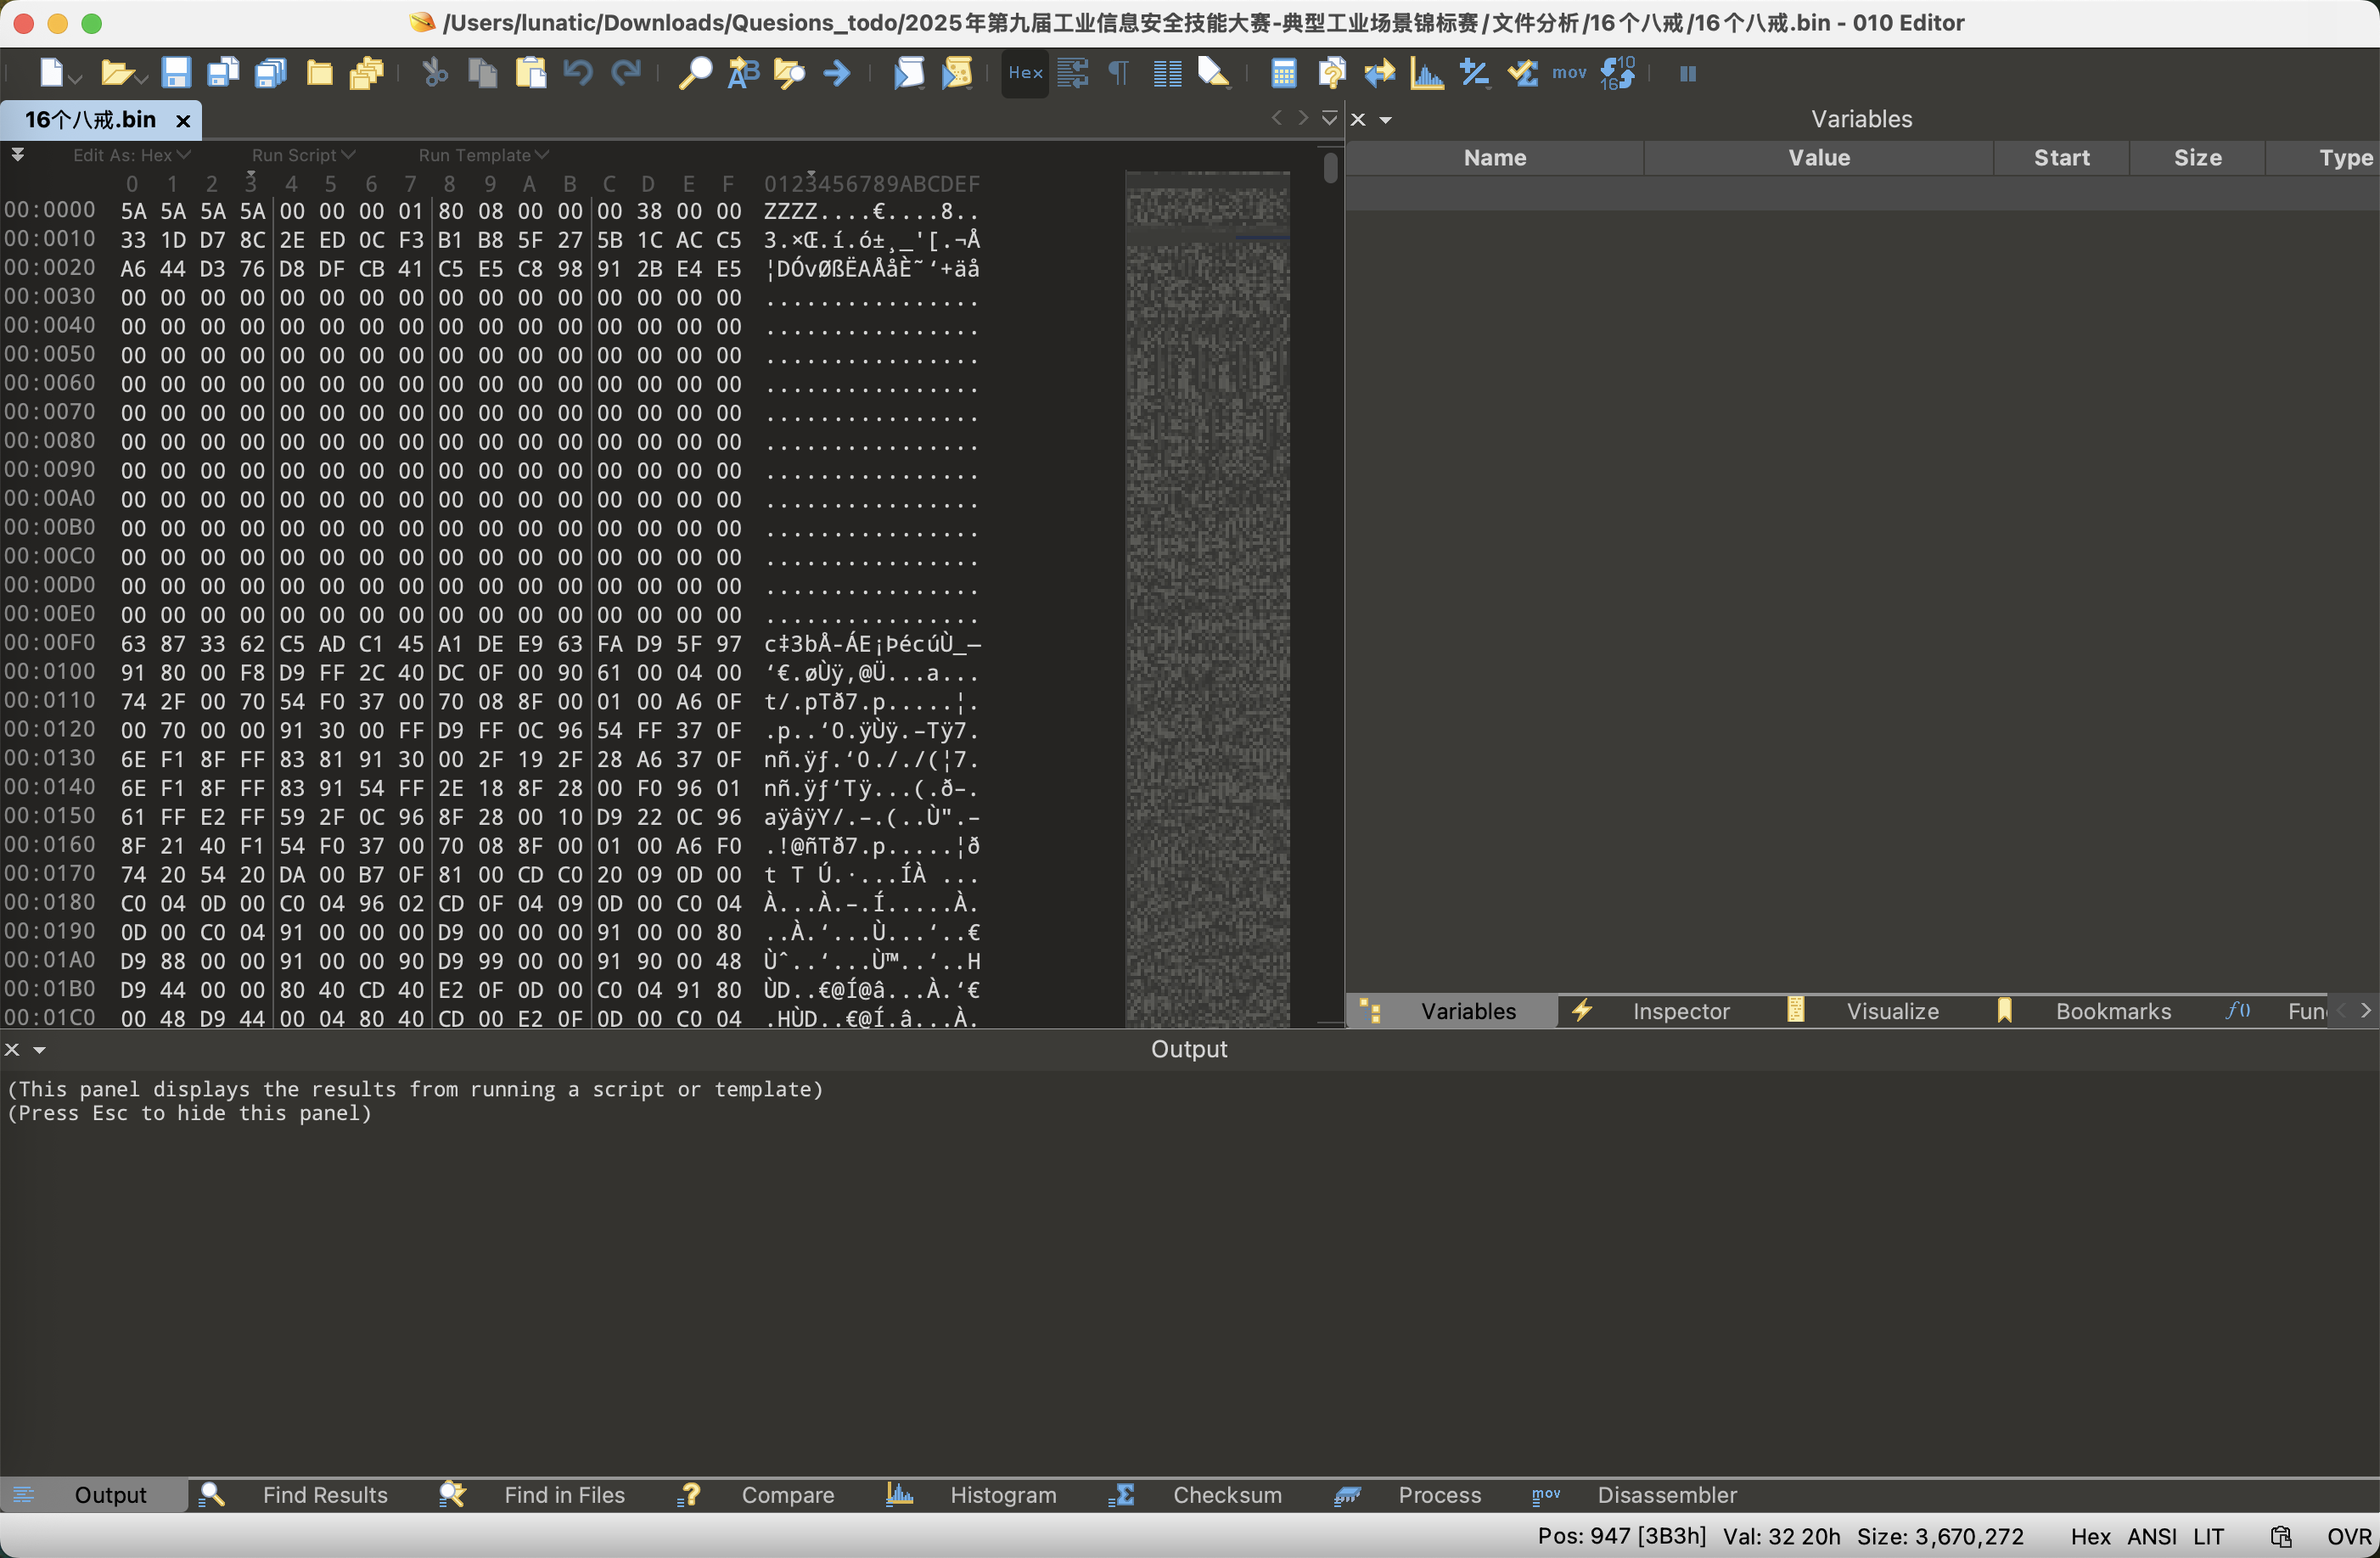 /Users/lunatic/Downloads/Quesions_todo/2025年第九届工业信息安全技能大赛-典型工业场景锦标赛/文件分析/16个八戒/16个八戒.bin - 010 Editor
Hex
mov
10
16
16个八戒.bin
Variables
Edit As: Hex Run Script Run Template
Name Value Start Size Type
0 1 2 3 4 5 6 7 8 9 A B C D E F 0123456789ABCDEF
00:0000 5A 5A 5A 5A 00 00 00 01 80 08 00 00 00 38 00 00 ZZZZ....€....8..
00:0010 33 1D D7 8C 2E ED 0C F3 B1 B8 5F 27 5B 1C AC C5 3.×Œ.í.ó±¸_'[.¬Å
00:0020 A6 44 D3 76 D8 DF CB 41 C5 E5 C8 98 91 2B E4 E5 ¦DÓvØßËAÅåÈ˜‘+äå
00:0030 00 00 00 00 00 00 00 00 00 00 00 00 00 00 00 00 ................
00:0040 00 00 00 00 00 00 00 00 00 00 00 00 00 00 00 00 ................
00:0050 00 00 00 00 00 00 00 00 00 00 00 00 00 00 00 00 ................
00:0060 00 00 00 00 00 00 00 00 00 00 00 00 00 00 00 00 ................
00:0070 00 00 00 00 00 00 00 00 00 00 00 00 00 00 00 00 ................
00:0080 00 00 00 00 00 00 00 00 00 00 00 00 00 00 00 00 ................
00:0090 00 00 00 00 00 00 00 00 00 00 00 00 00 00 00 00 ................
00:00A0 00 00 00 00 00 00 00 00 00 00 00 00 00 00 00 00 ................
00:00B0 00 00 00 00 00 00 00 00 00 00 00 00 00 00 00 00 ................
00:00C0 00 00 00 00 00 00 00 00 00 00 00 00 00 00 00 00 ................
00:00D0 00 00 00 00 00 00 00 00 00 00 00 00 00 00 00 00 ................
00:00E0 00 00 00 00 00 00 00 00 00 00 00 00 00 00 00 00 ................
00:00F0 63 87 33 62 C5 AD C1 45 A1 DE E9 63 FA D9 5F 97 c‡3bÅ-ÁE¡ÞécúÙ_—
00:0100 91 80 00 F8 D9 FF 2C 40 DC 0F 00 90 61 00 04 00 ‘€.øÙÿ,@Ü...a...
00:0110 74 2F 00 70 54 F0 37 00 70 08 8F 00 01 00 A6 0F t/.pTð7.p.....¦.
00:0120 00 70 00 00 91 30 00 FF D9 FF 0C 96 54 FF 37 0F .p..‘0.ÿÙÿ.–Tÿ7.
00:0130 6E F1 8F FF 83 81 91 30 00 2F 19 2F 28 A6 37 0F nñ.ÿƒ.‘0././(¦7.
00:0140 6E F1 8F FF 83 91 54 FF 2E 18 8F 28 00 F0 96 01 nñ.ÿƒ‘Tÿ...(.ð–.
00:0150 61 FF E2 FF 59 2F 0C 96 8F 28 00 10 D9 22 0C 96 aÿâÿY/.–.(..Ù".–
00:0160 8F 21 40 F1 54 F0 37 00 70 08 8F 00 01 00 A6 F0 .!@ñTð7.p.....¦ð
00:0170 74 20 54 20 DA 00 B7 0F 81 00 CD C0 20 09 0D 00 t T Ú.·...ÍÀ ...
00:0180 C0 04 0D 00 C0 04 96 02 CD 0F 04 09 0D 00 C0 04 À...À.–.Í.....À.
00:0190 0D 00 C0 04 91 00 00 00 D9 00 00 00 91 00 00 80 ..À.‘...Ù...‘..€
00:01A0 D9 88 00 00 91 00 00 90 D9 99 00 00 91 90 00 48 Ùˆ..‘...Ù™..‘..H
00:01B0 D9 44 00 00 80 40 CD 40 E2 0F 0D 00 C0 04 91 80 ÙD..€@Í@â...À.‘€
00:01C0 00 48 D9 44 00 04 80 40 CD 00 E2 0F 0D 00 C0 04 .HÙD..€@Í.â...À.
Variables Inspector Visualize Bookmarks f() Fun
Output
(This panel displays the results from running a script or template)
(Press Esc to hide this panel)
Output Find Results Find in Files Compare Histogram Checksum Process mov Disassembler
Pos: 947 [3B3h] Val: 32 20h Size: 3,670,272 Hex ANSI LIT OVR